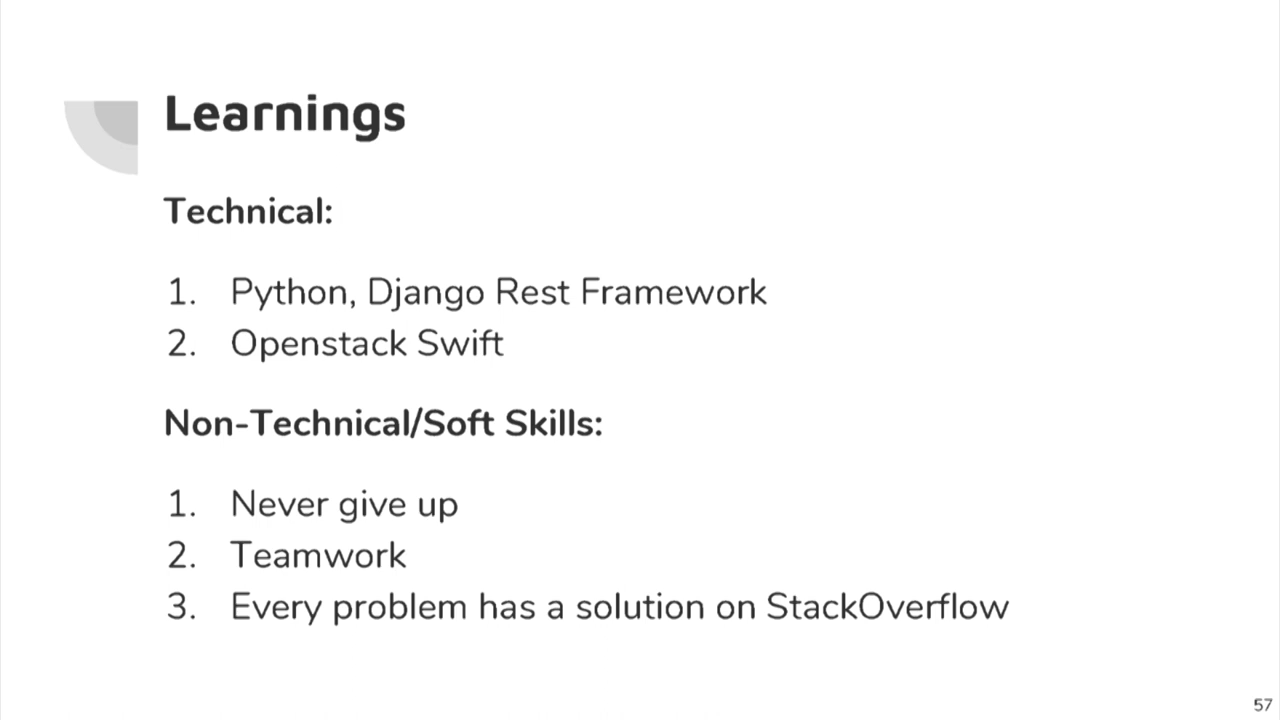 Learnings
Technical:
1. Python, Django Rest Framework
2. Openstack Swift
Non-Technical/Soft Skills:
1. Never give up
2. Teamwork
3. Every problem has a solution on StackOverflow
57